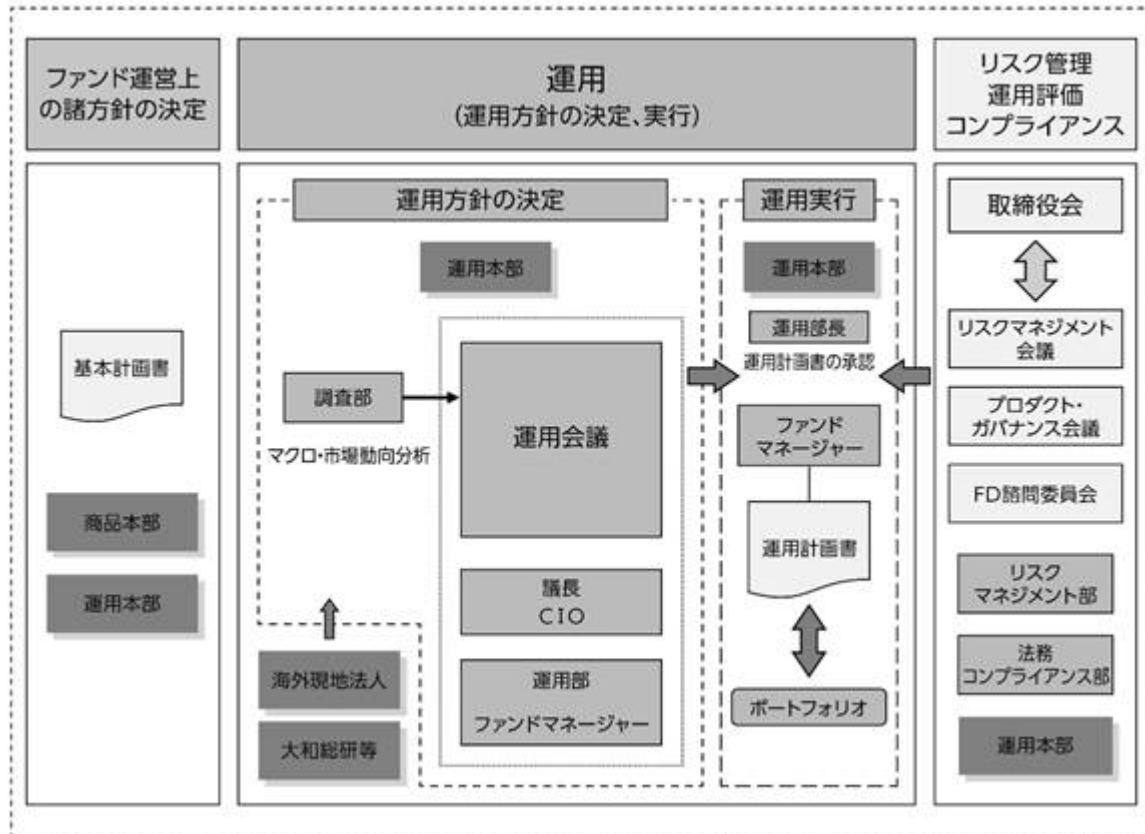 ファンド運営上
の諸方針の決定
運用
(運用方針の決定、実行)
リスク管理
運用評価
コンプライアンス
基本計画書
商品本部
運用本部
運用方針の決定
運用本部
調査部
マクロ・市場動向分析
運用会議
議長
CIO
運用部
ファンドマネージャー
海外現地法人
大和総研等
運用実行
運用本部
運用部長
運用計画書の承認
ファンド
マネージャー
運用計画書
ポートフォリオ
取締役会
リスクマネジメント
会議
プロダクト・
ガバナンス会議
FD諮問委員会
リスク
マネジメント部
法務
コンプライアンス部
運用本部